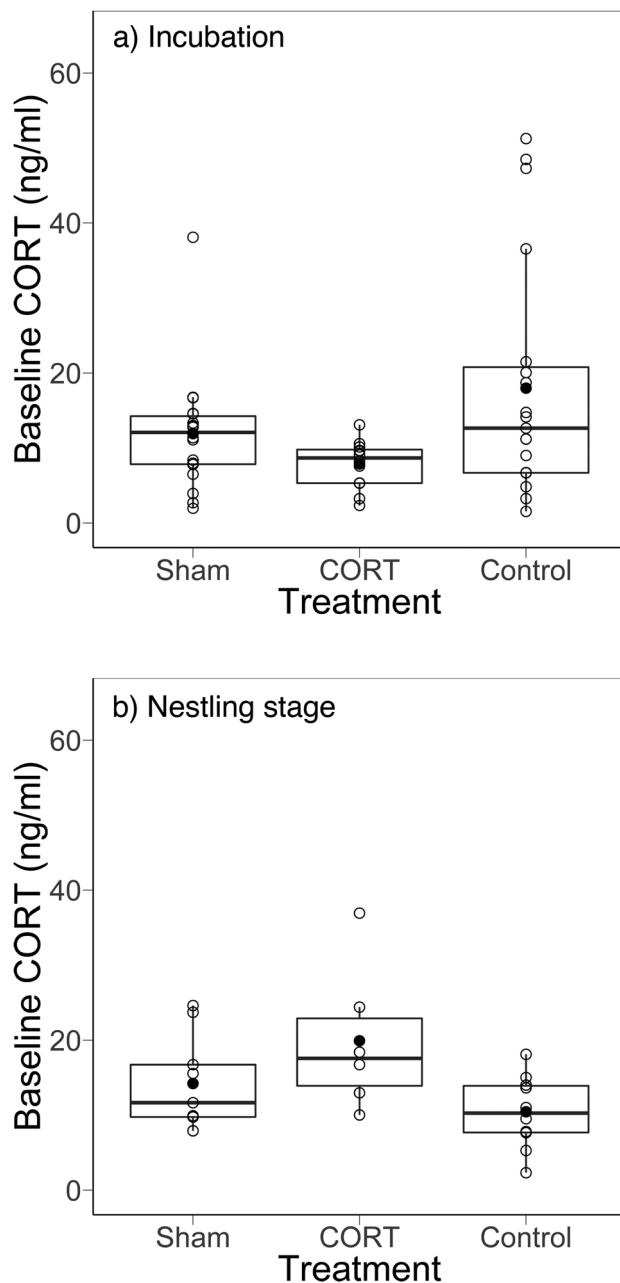 a) Incubation
Baseline CORT (ng/ml)
60
40
20
0
Sham CORT Control
Treatment
b) Nestling stage
Baseline CORT (ng/ml)
60
40
20
0
Sham CORT Control
Treatment